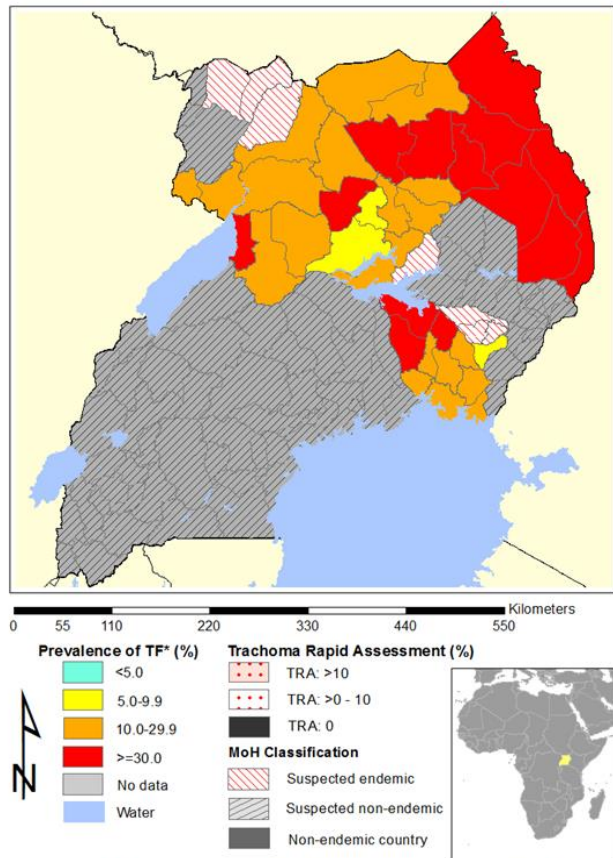 Kilometers
0 55 110 220 330 440 550
Prevalence of TF* (%)
<5.0
5.0-9.9
10.0-29.9
>=30.0
No data
Water
Trachoma Rapid Assessment (%)
TRA: >10
TRA: >0 - 10
TRA: 0
MoH Classification
Suspected endemic
Suspected non-endemic
Non-endemic country
N